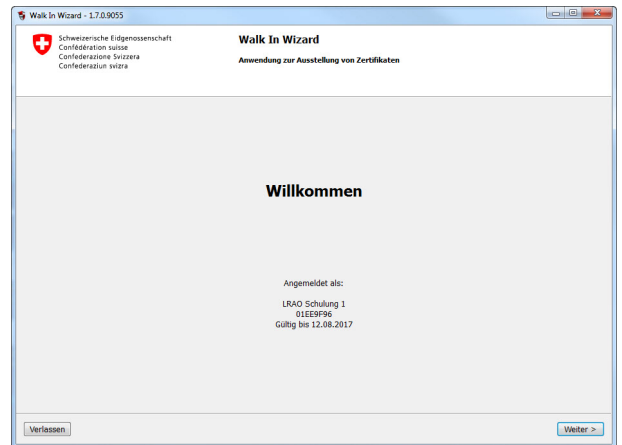 Walk In Wizard - 1.7.0.9055
Schweizerische Eidgenossenschaft
Confédération suisse
Confederazione Svizzera
Confederaziun svizra
Walk In Wizard
Anwendung zur Ausstellung von Zertifikaten
Willkommen
Angemeldet als:
LRAO Schulung 1
01EE9F96
Gültig bis 12.08.2017
Verlassen
Weiter >